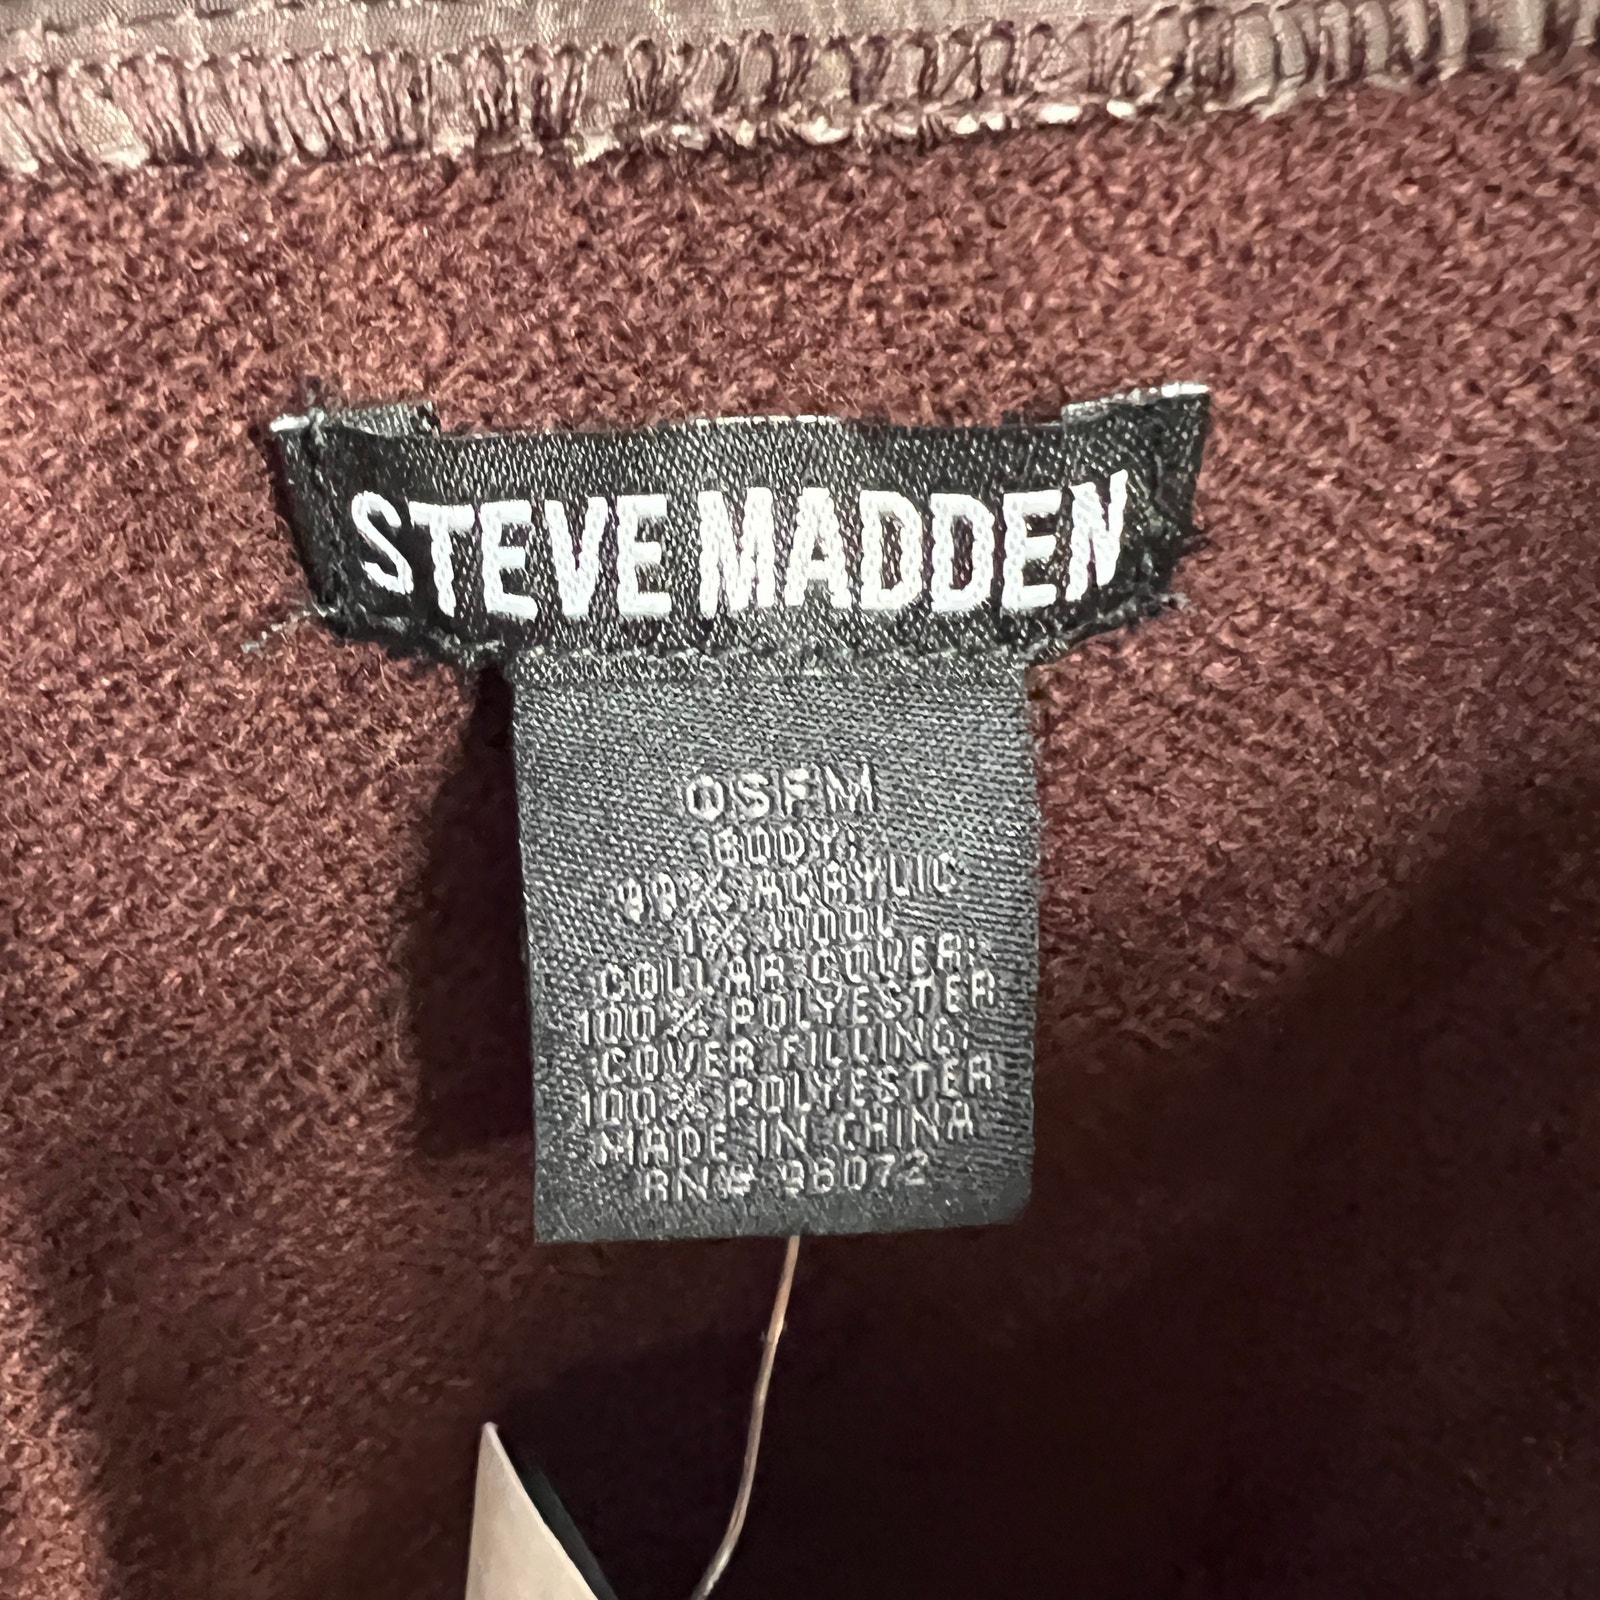 STEVE MADDEN
OSFM
BODY:
99% ACRYLIC
1% WOOL
COLLAR COVER:
100% POLYESTER
COVER FILLING:
100% POLYESTER
MADE IN CHINA
RN# 96072